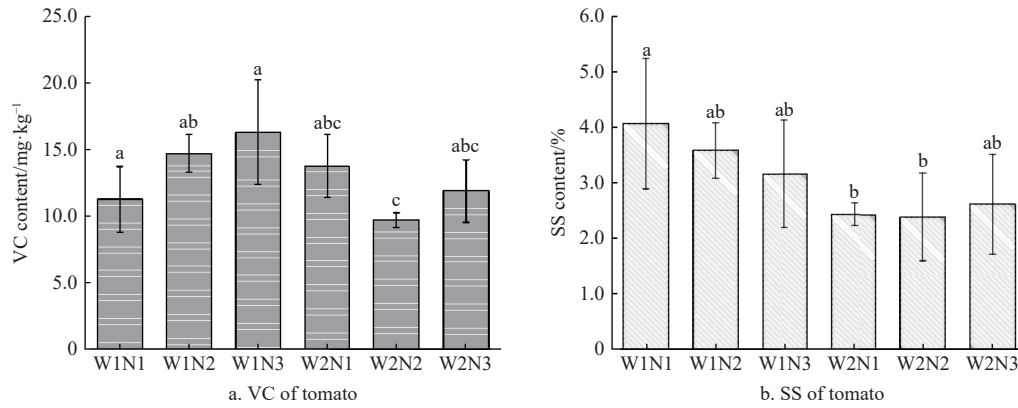 25.0
20.0
15.0
10.0
5.0
0
VC content/mg·kg⁻¹
a
ab
a
abc
c
abc
W1N1 W1N2 W1N3 W2N1 W2N2 W2N3
a. VC of tomato
6.0
5.0
4.0
3.0
2.0
1.0
0
SS content/%
a
ab
ab
b
b
ab
W1N1 W1N2 W1N3 W2N1 W2N2 W2N3
b. SS of tomato